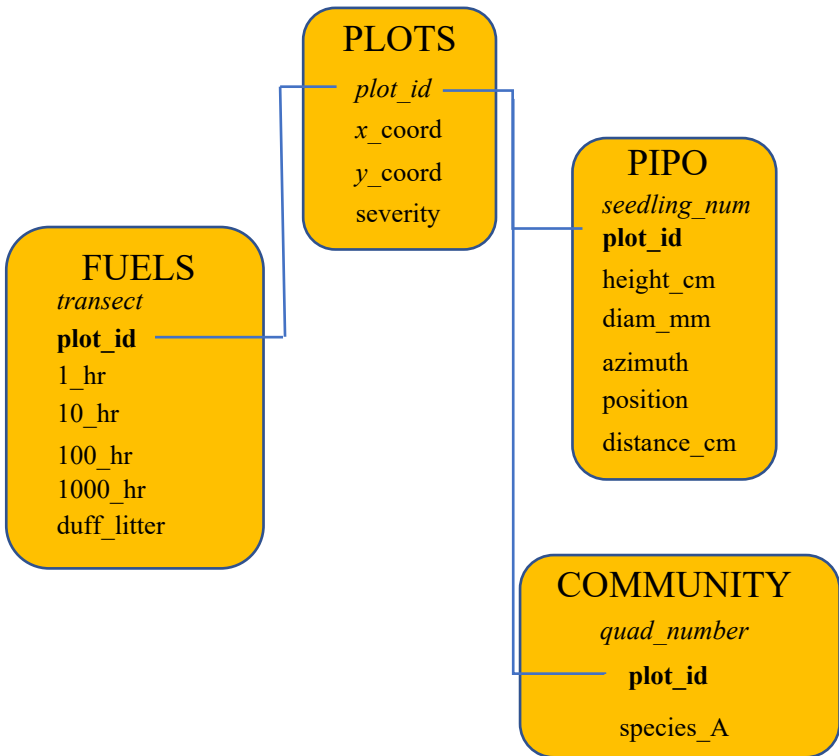 PLOTS
plot_id
x_coord
y_coord
severity
FUELS
transect
plot_id
1_hr
10_hr
100_hr
1000_hr
duff_litter
PIPO
seedling_num
plot_id
height_cm
diam_mm
azimuth
position
distance_cm
COMMUNITY
quad_number
plot_id
species_A